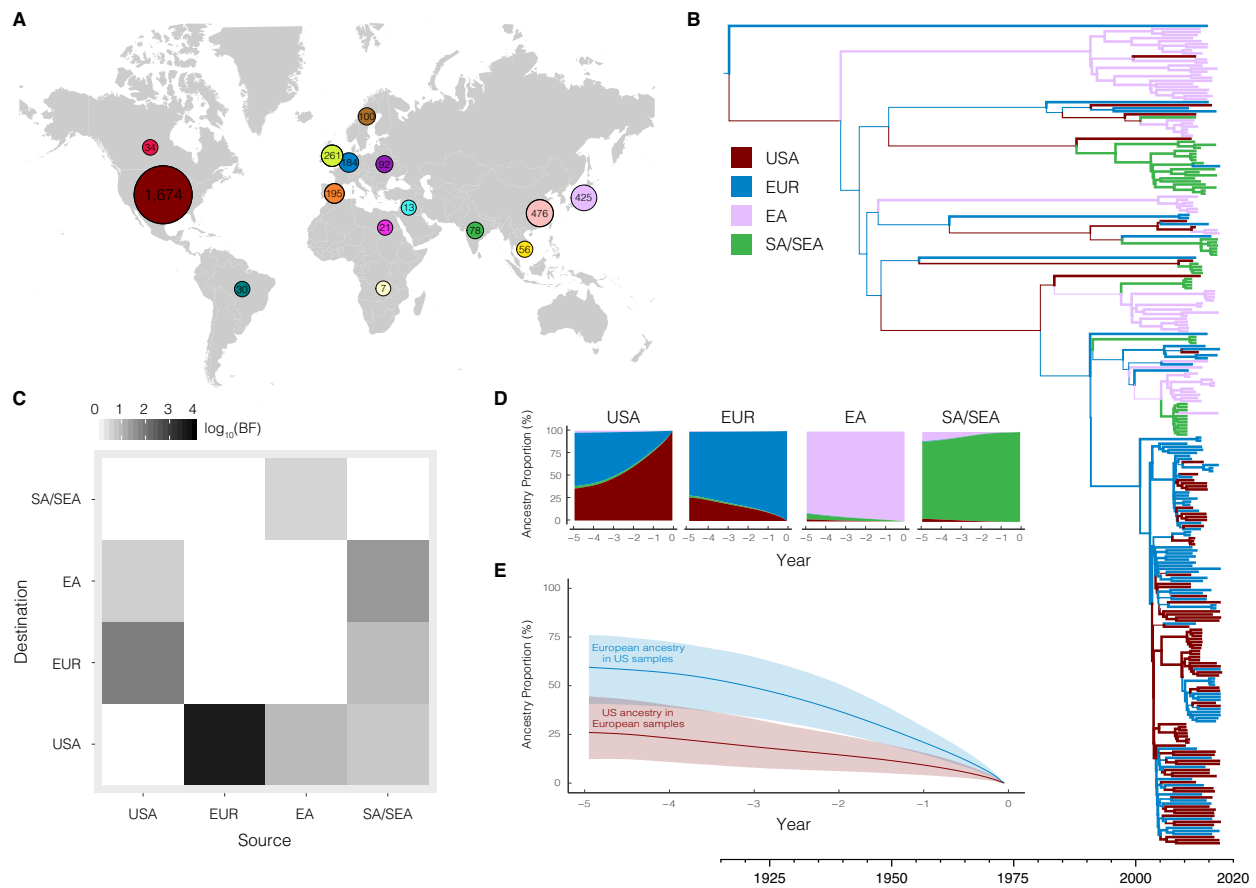 A
34
1,674
30
100
261
184
92
195
13
21
7
78
56
476
425
B
USA
EUR
EA
SA/SEA
1925
1950
1975
2000
2020
C
0 1 2 3 4
log10(BF)
SA/SEA
EA
EUR
USA
Destination
USA EUR EA SA/SEA
Source
D
USA EUR EA SA/SEA
Ancestry Proportion (%)
100
75
50
25
0
−5 −4 −3 −2 −1 0
−5 −4 −3 −2 −1 0
−5 −4 −3 −2 −1 0
−5 −4 −3 −2 −1 0
Year
E
Ancestry Proportion (%)
100
75
50
25
0
European ancestry
in US samples
US ancestry in
European samples
−5 −4 −3 −2 −1 0
Year